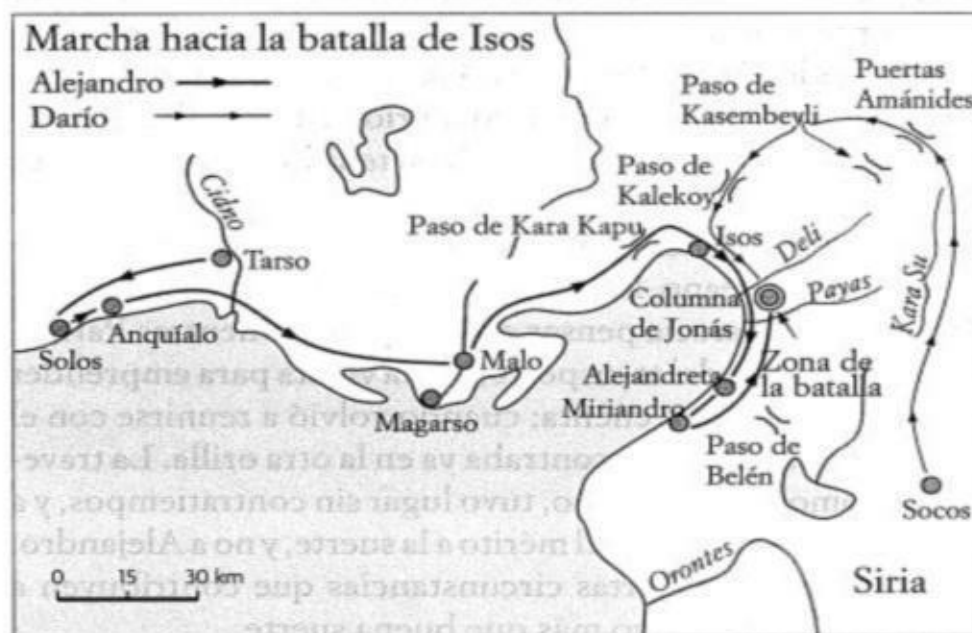 Marcha hacia la batalla de Isos
Alejandro
Darío
Puertas
Amánides
Paso de
Kasembeyli
Paso de
Kalekoy
Cidno
Paso de Kara Kapu
Isos
Deli
Tarso
Payas
Kara Su
Columna
de Jonás
Anquíalo
Solos
Malo
Zona de
la batalla
Alejandreta
Miriandro
Magarso
Paso de
Belén
Socos
0 15 30 km
Orontes
Siria